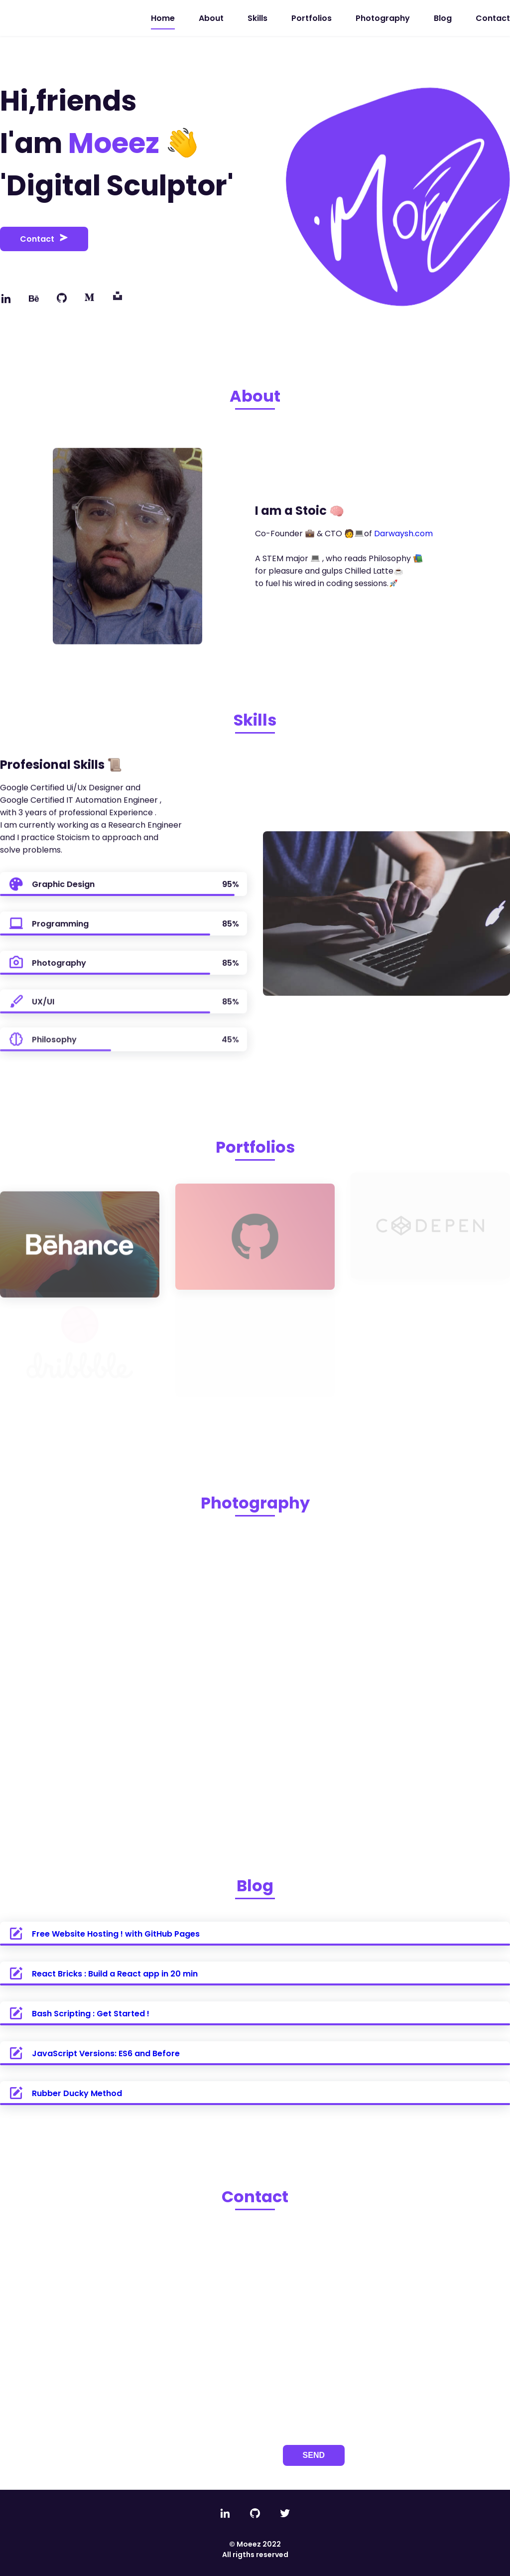 Home About Skills Portfolios Photography Blog Contact
Hi,friends
I'am Moeez 👋
'Digital Sculptor'
Contact
Moeez
About
I am a Stoic 🧠
Co-Founder 💼 & CTO 🧑‍💻of Darwaysh.com
A STEM major 💻 , who reads Philosophy 📚
for pleasure and gulps Chilled Latte☕
to fuel his wired in coding sessions.🚀
Skills
Profesional Skills 📜
Google Certified Ui/Ux Designer and
Google Certified IT Automation Engineer ,
with 3 years of professional Experience .
I am currently working as a Research Engineer
and I practice Stoicism to approach and
solve problems.
Graphic Design 95%
Programming 85%
Photography 85%
UX/UI 85%
Philosophy 45%
Portfolios
Bēhance
CODEPEN
dribbble
Photography
Blog
Free Website Hosting ! with GitHub Pages
React Bricks : Build a React app in 20 min
Bash Scripting : Get Started !
JavaScript Versions: ES6 and Before
Rubber Ducky Method
Contact
SEND
© Moeez 2022
All rigths reserved